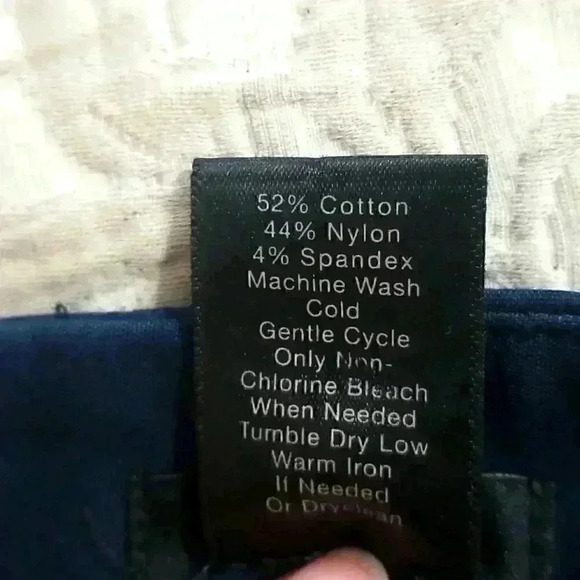 52% Cotton
44% Nylon
4% Spandex
Machine Wash
Cold
Gentle Cycle
Only Non-
Chlorine Bleach
When Needed
Tumble Dry Low
Warm Iron
If Needed
Or Dryclean